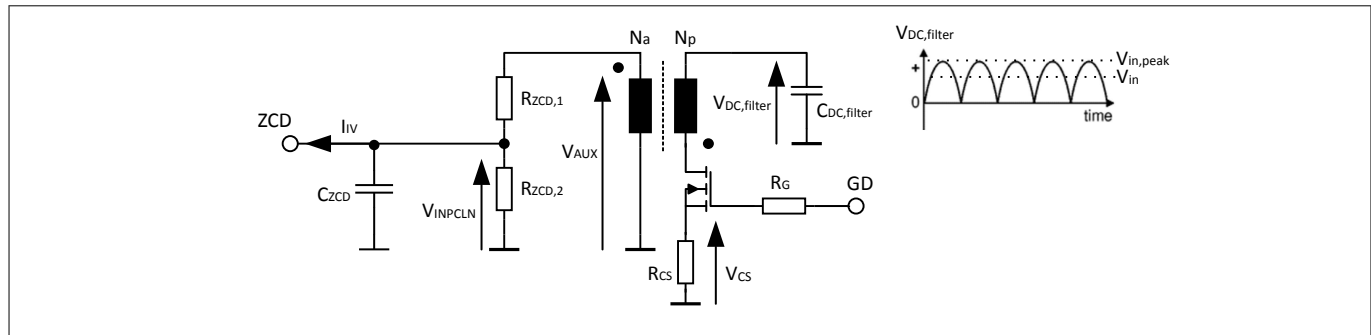 Na
Np
RZCD,1
ZCD
IIV
CZCD
VINPCLN
RZCD,2
VAUX
VDC,filter
CDC,filter
RG
GD
RCS
VCS
VDC,filter
+
Vin,peak
Vin
0
time